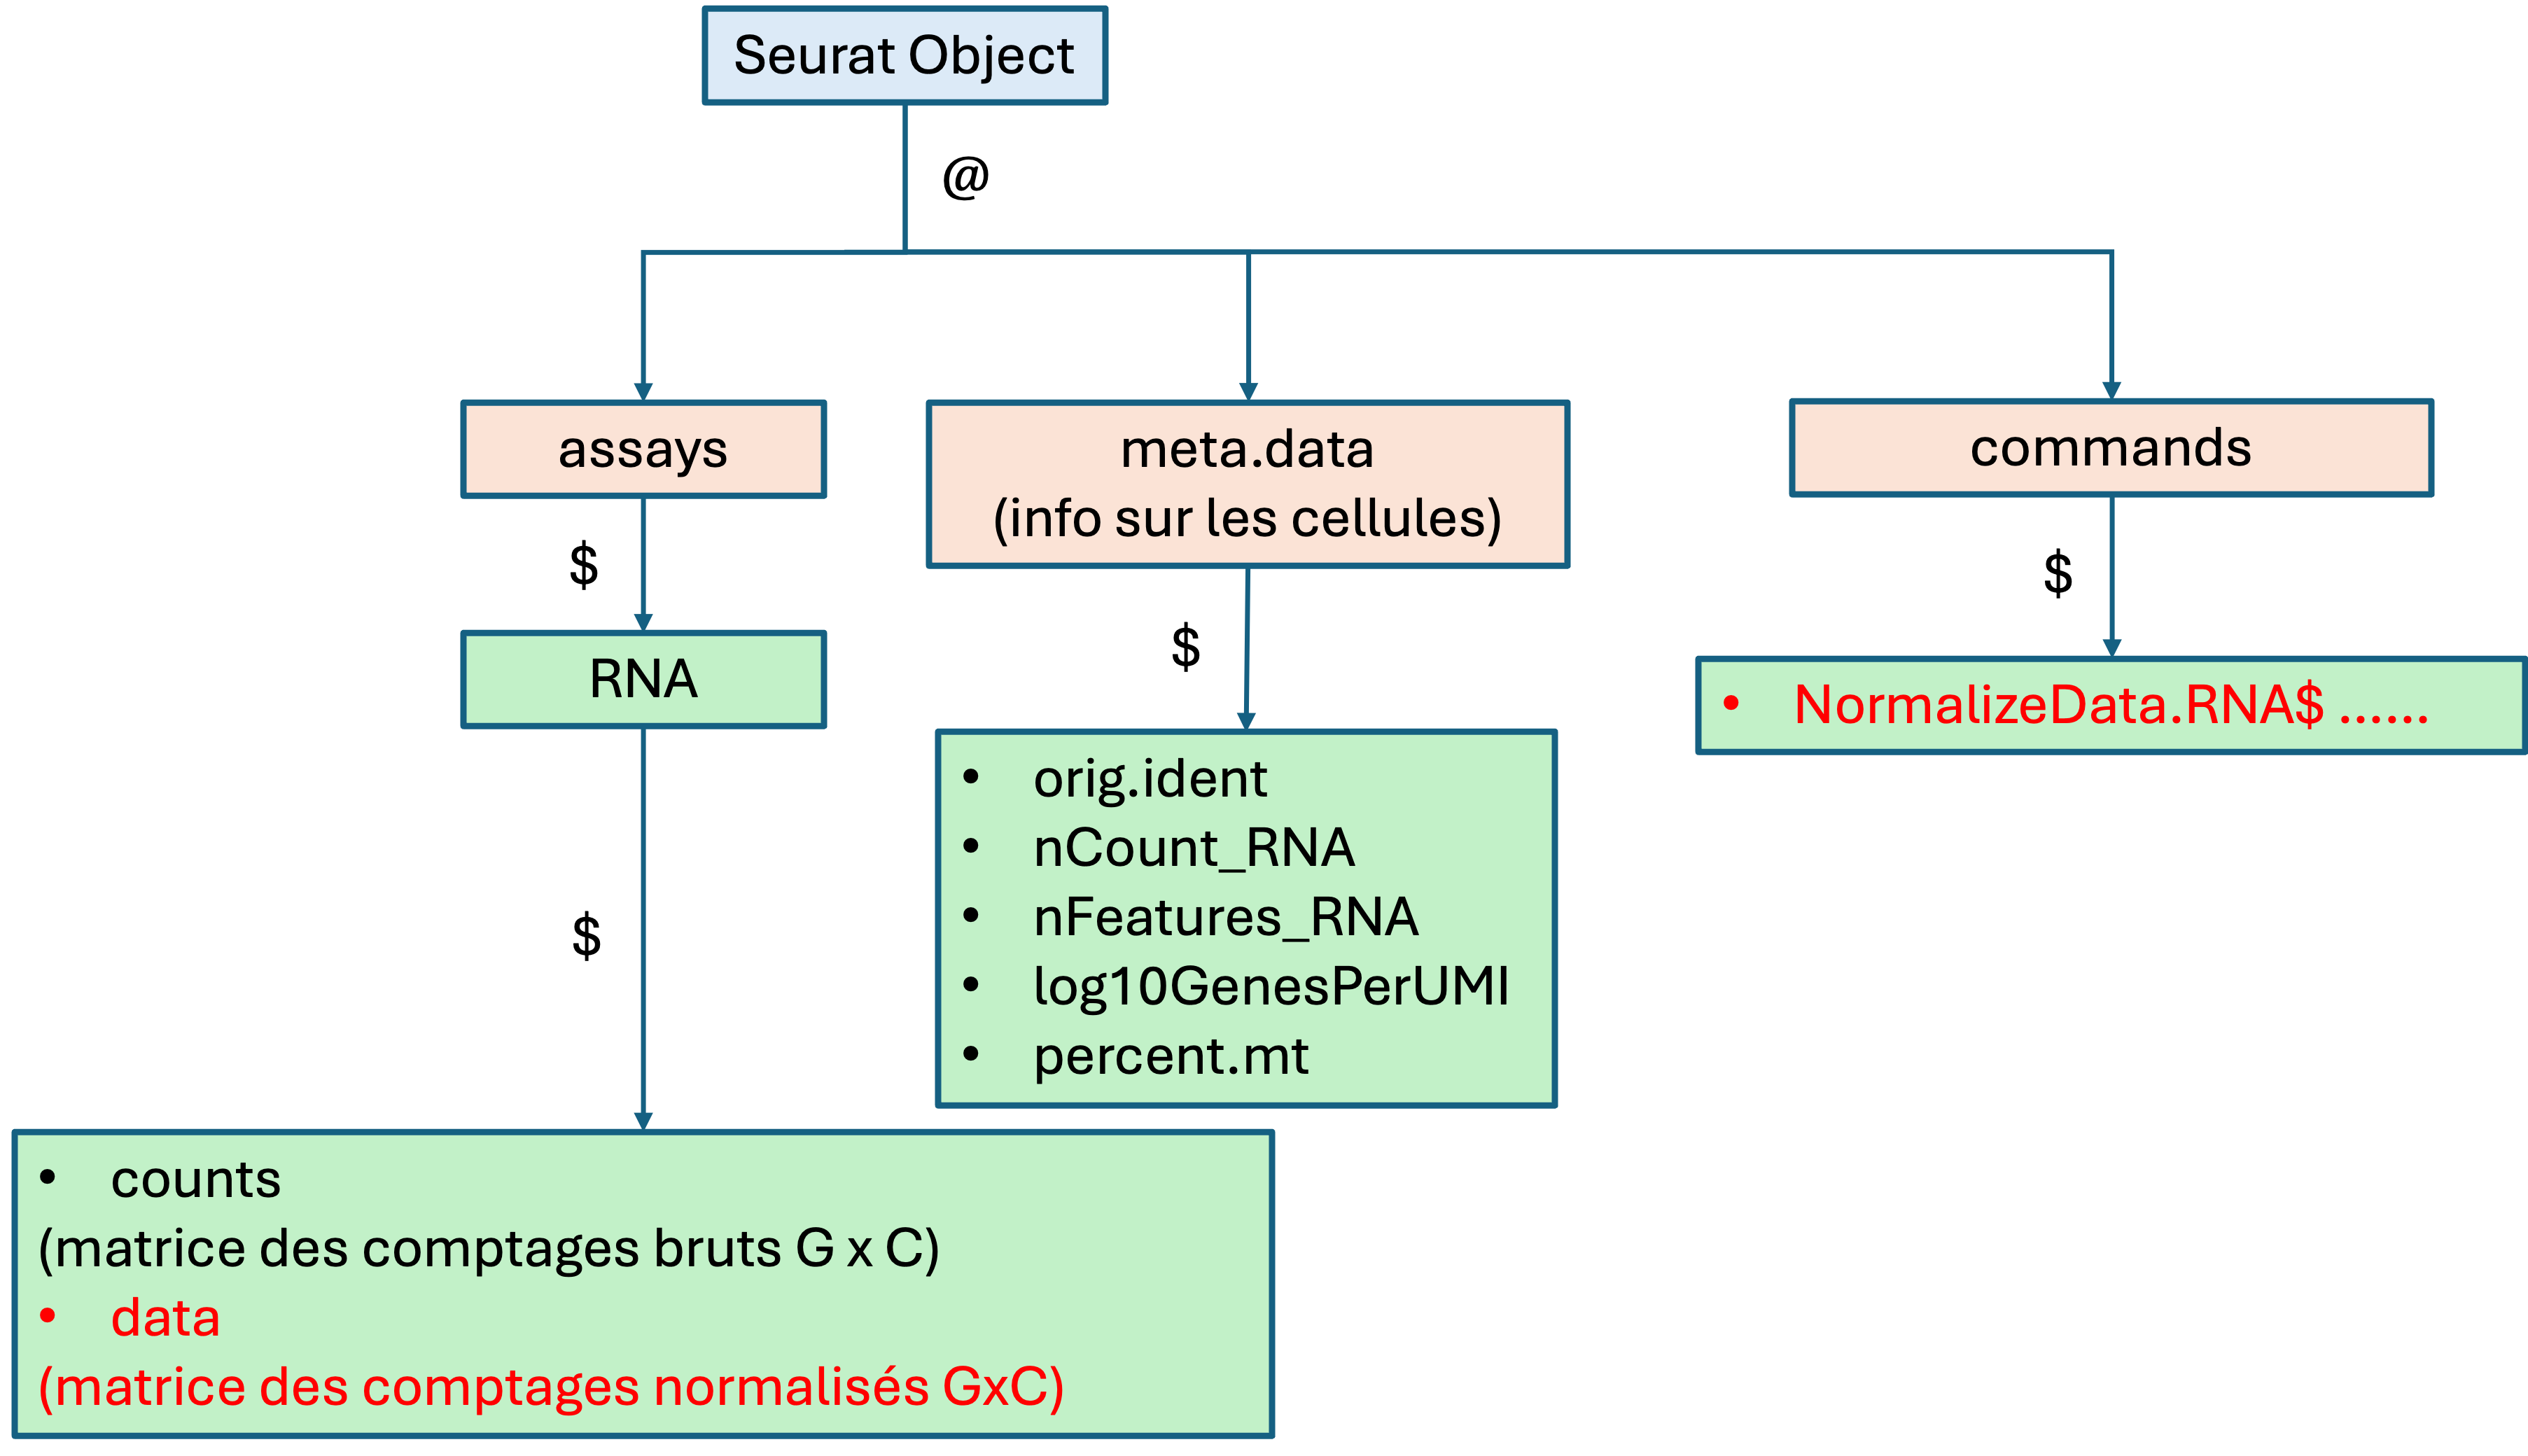 Seurat Object
@
assays
meta.data
(info sur les cellules)
commands
$
$
$
RNA
• NormalizeData.RNA$ ......
• orig.ident
• nCount_RNA
• nFeatures_RNA
• log10GenesPerUMI
• percent.mt
$
• counts
(matrice des comptages bruts G x C)
• data
(matrice des comptages normalisés GxC)